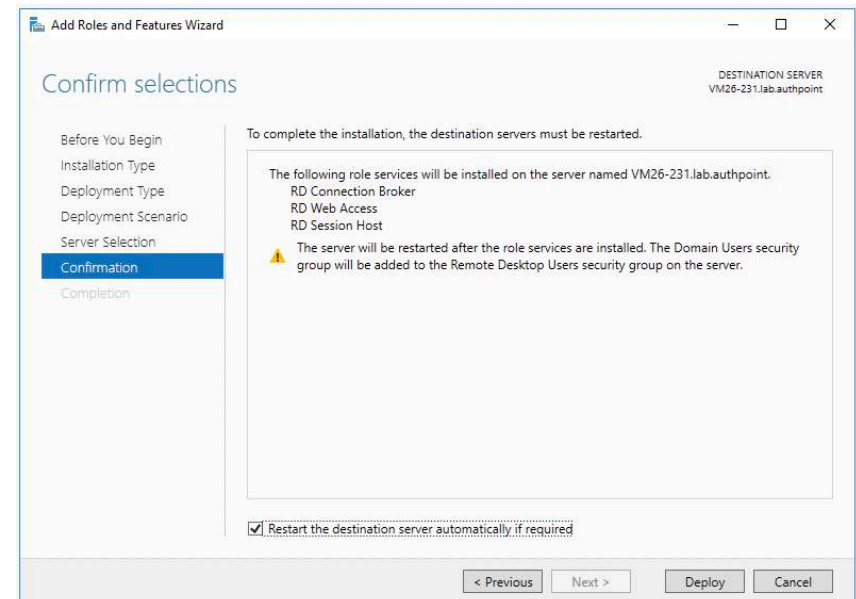 Add Roles and Features Wizard
Confirm selections
DESTINATION SERVER
VM26-231.lab.authpoint
Before You Begin
Installation Type
Deployment Type
Deployment Scenario
Server Selection
Confirmation
Completion
To complete the installation, the destination servers must be restarted.
The following role services will be installed on the server named VM26-231.lab.authpoint.
RD Connection Broker
RD Web Access
RD Session Host
The server will be restarted after the role services are installed. The Domain Users security
group will be added to the Remote Desktop Users security group on the server.
Restart the destination server automatically if required
< Previous
Next >
Deploy
Cancel